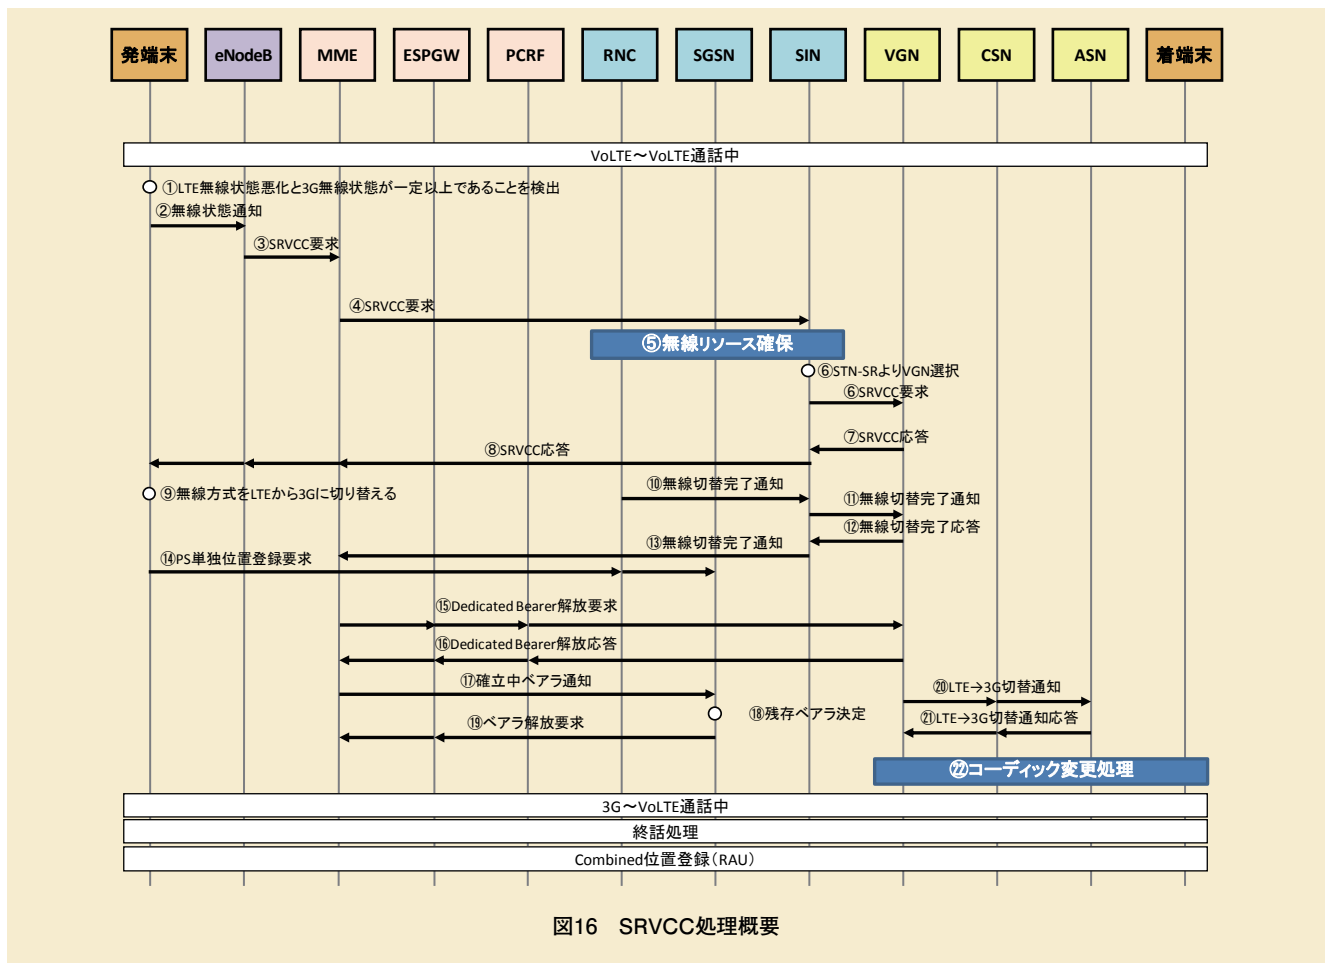 発端末 eNodeB MME ESPGW PCRF RNC SGSN SIN VGN CSN ASN 着端末
VoLTE～VoLTE通話中
①LTE無線状態悪化と3G無線状態が一定以上であることを検出
②無線状態通知
③SRVCC要求
④SRVCC要求
⑤無線リソース確保
⑥STN-SRよりVGN選択
⑥SRVCC要求
⑦SRVCC応答
⑧SRVCC応答
⑨無線方式をLTEから3Gに切り替える
⑩無線切替完了通知
⑪無線切替完了通知
⑫無線切替完了応答
⑬無線切替完了通知
⑭PS単独位置登録要求
⑮Dedicated Bearer解放要求
⑯Dedicated Bearer解放応答
⑰確立中ベアラ通知
⑳LTE→3G切替通知
⑱残存ベアラ決定
⑲ベアラ解放要求
㉑LTE→3G切替通知応答
㉒コーディック変更処理
3G～VoLTE通話中
終話処理
Combined位置登録（RAU）
図16　SRVCC処理概要